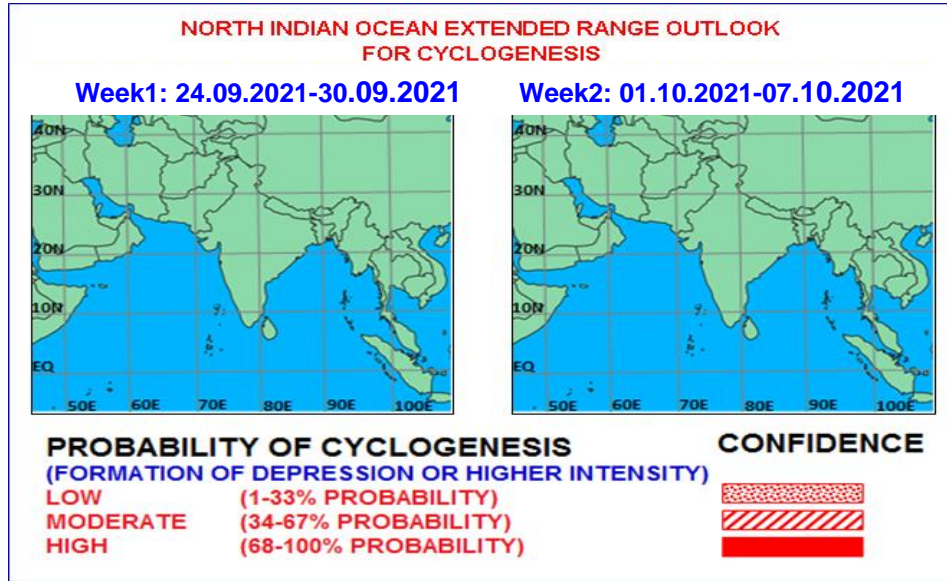 NORTH INDIAN OCEAN EXTENDED RANGE OUTLOOK
FOR CYCLOGENESIS
Week1: 24.09.2021-30.09.2021
Week2: 01.10.2021-07.10.2021
40N
30N
20N
10N
EQ
50E 60E 70E 80E 90E 100E
40N
30N
20N
10N
EQ
50E 60E 70E 80E 90E 100E
PROBABILITY OF CYCLOGENESIS
(FORMATION OF DEPRESSION OR HIGHER INTENSITY)
CONFIDENCE
LOW (1-33% PROBABILITY)
MODERATE (34-67% PROBABILITY)
HIGH (68-100% PROBABILITY)